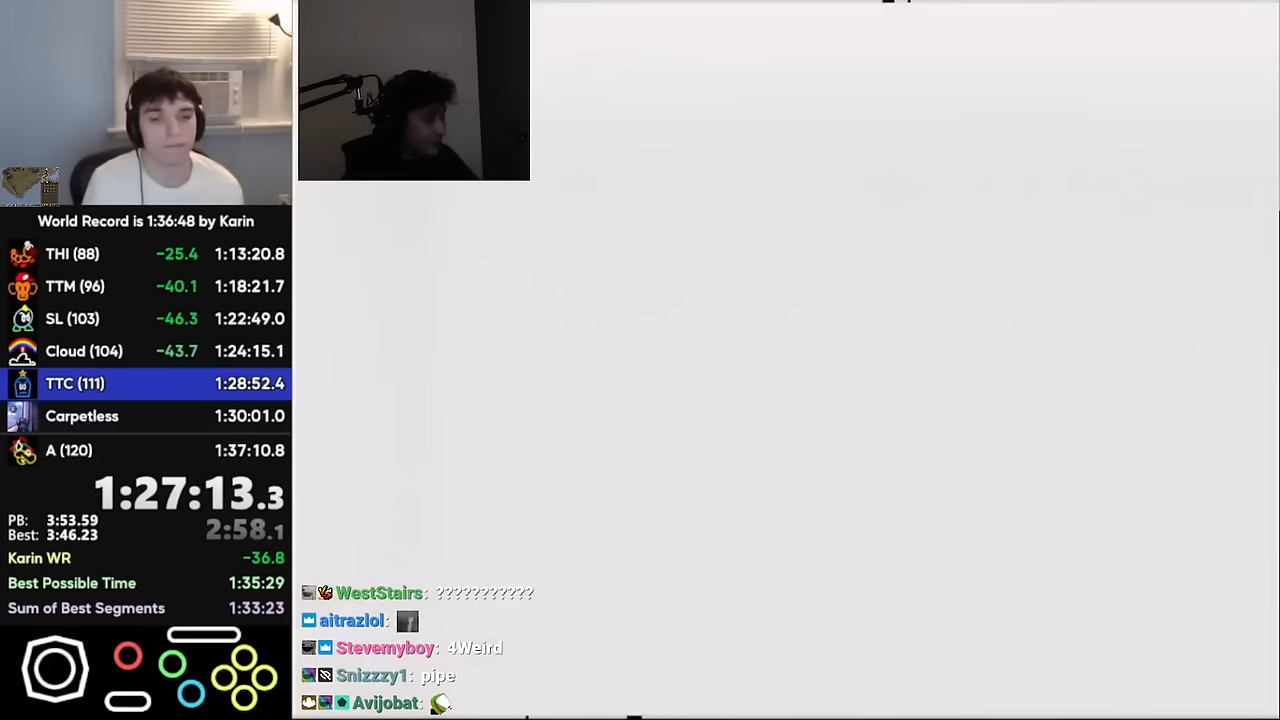 World Record is 1:36:48 by Karin
THI (88) -25.4 1:13:20.8
TTM (96) -40.1 1:18:21.7
SL (103) -46.3 1:22:49.0
Cloud (104) -43.7 1:24:15.1
TTC (111) 1:28:52.4
Carpetless 1:30:01.0
A (120) 1:37:10.8
1:27:13.3
PB: 3:53.59 2:58.1
Best: 3:46.23
Karin WR -36.8
Best Possible Time 1:35:29
Sum of Best Segments 1:33:23
WestStairs: ???????????
aitrazlol:
Stevemyboy: 4Weird
Snizzzy1: pipe
Avijobat: